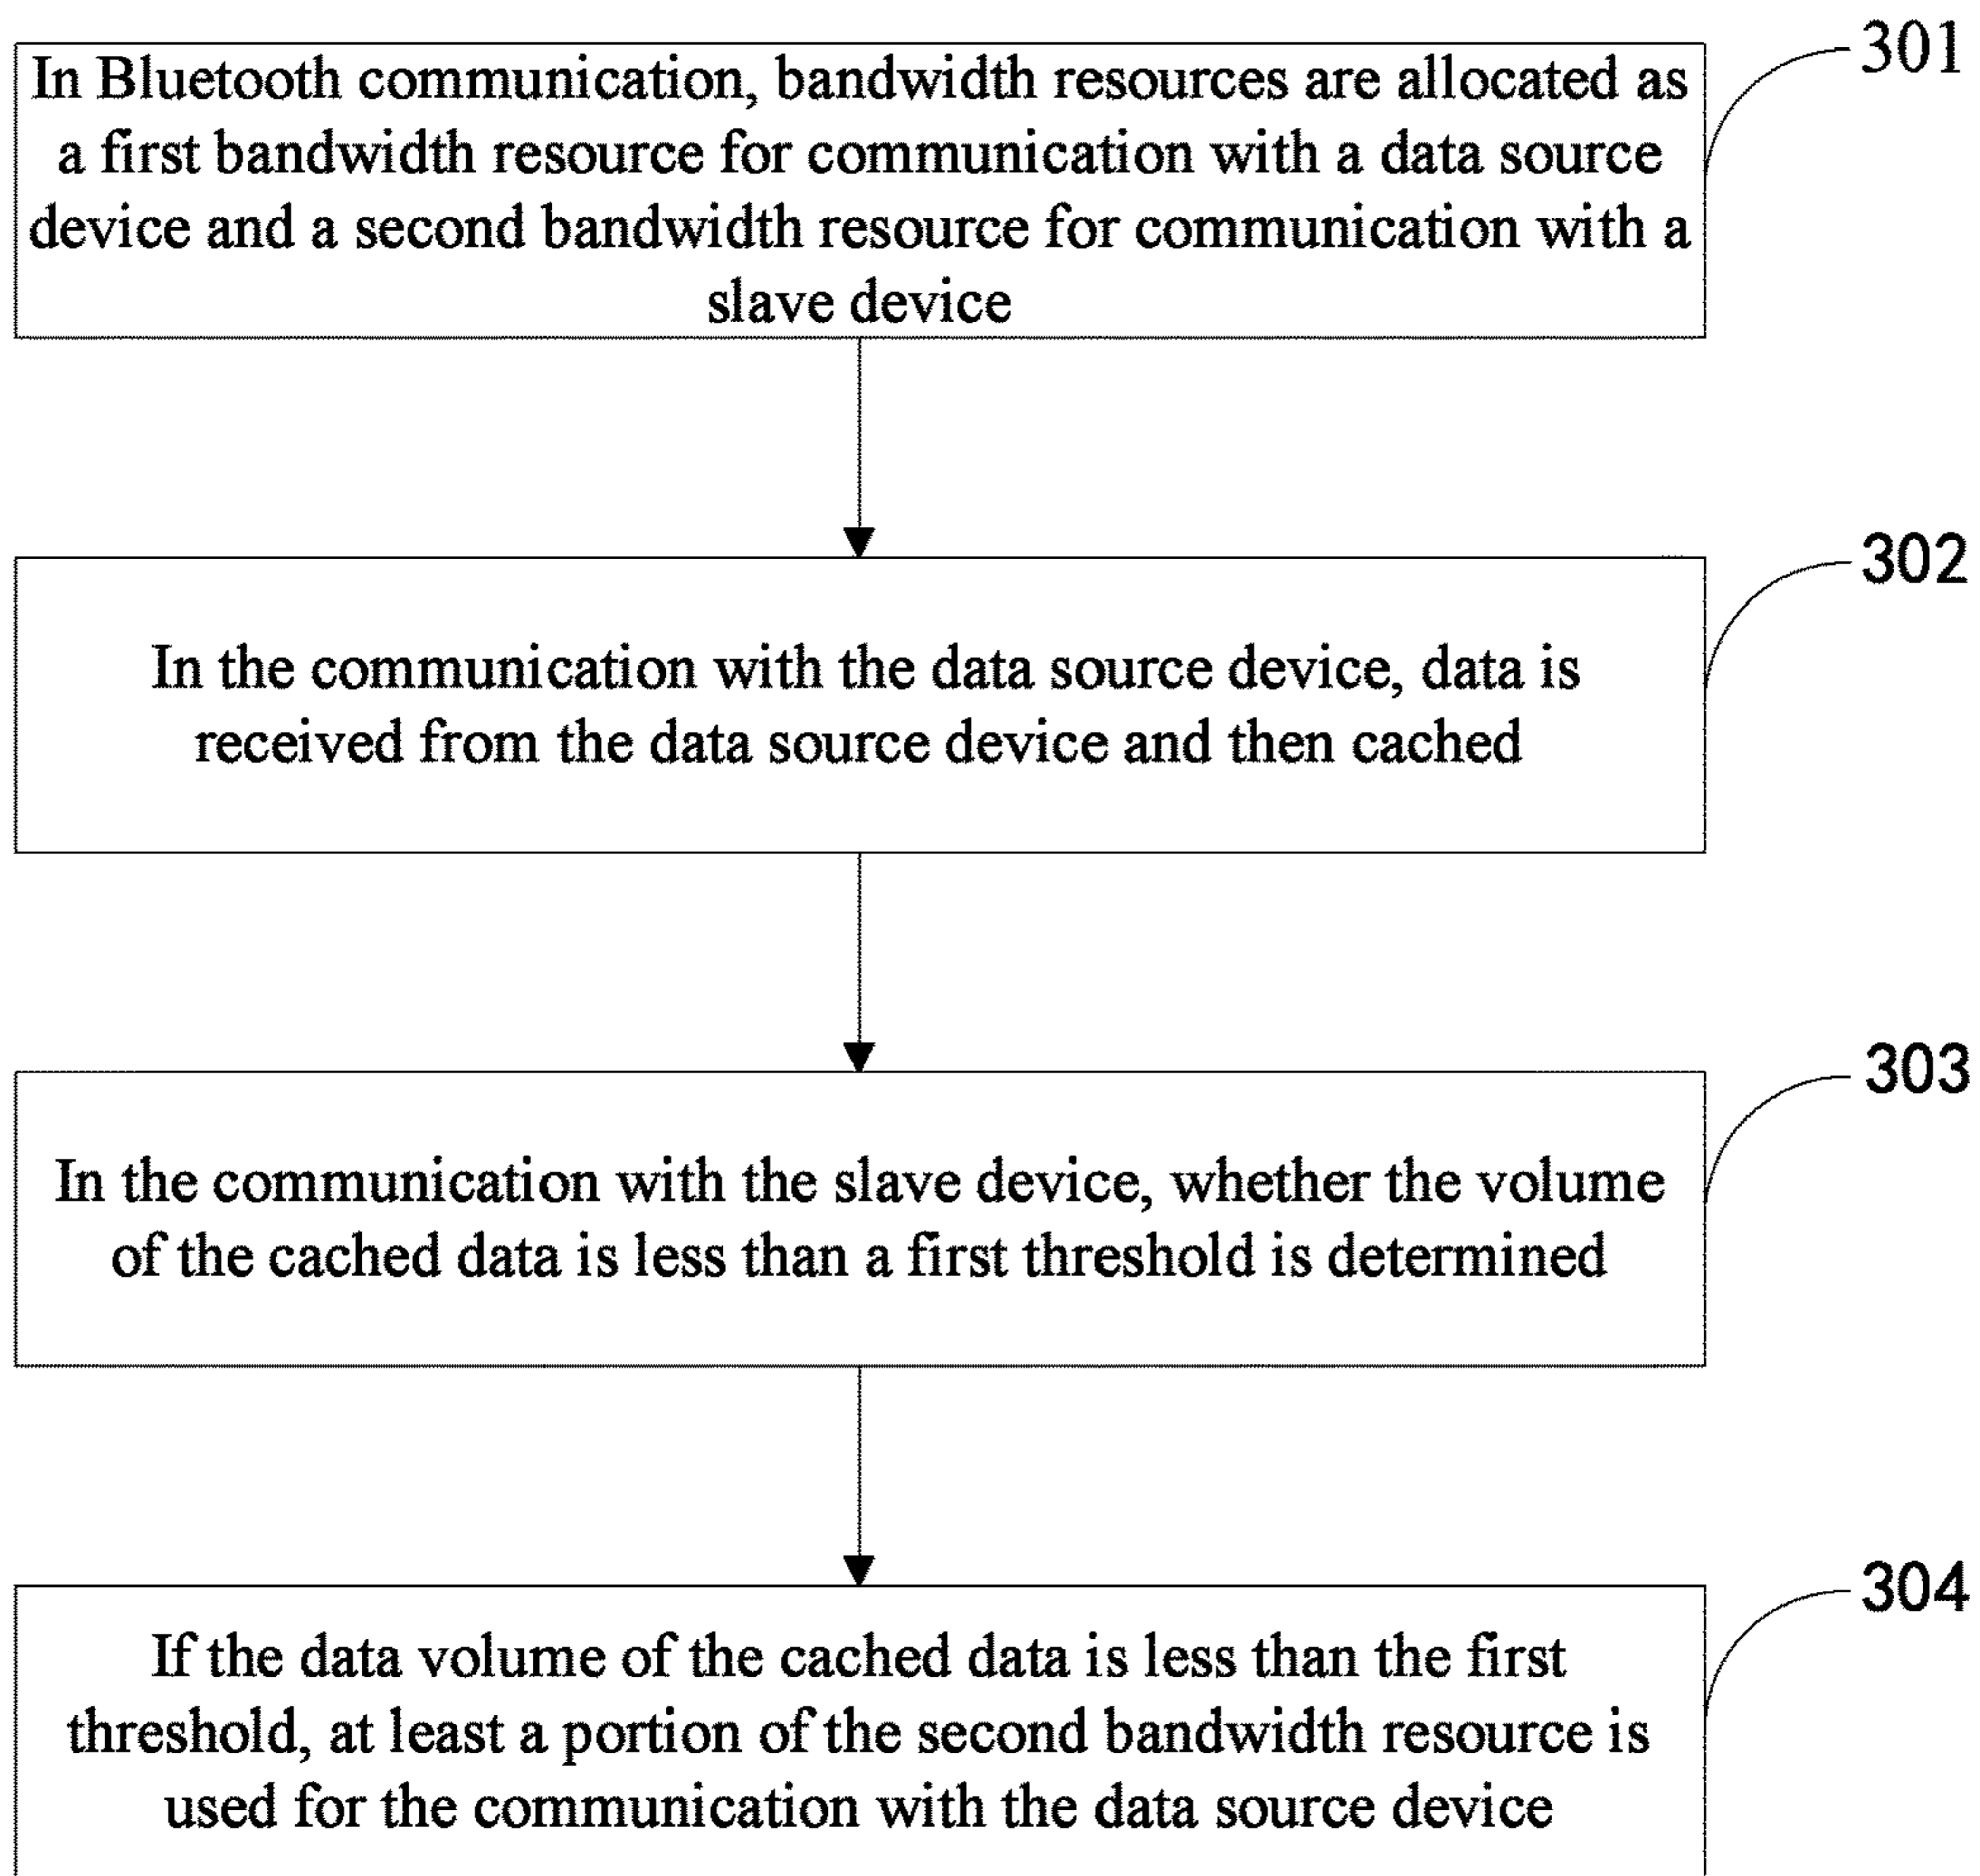 301
In Bluetooth communication, bandwidth resources are allocated as
a first bandwidth resource for communication with a data source
device and a second bandwidth resource for communication with a
slave device
302
In the communication with the data source device, data is
received from the data source device and then cached
303
In the communication with the slave device, whether the volume
of the cached data is less than a first threshold is determined
304
If the data volume of the cached data is less than the first
threshold, at least a portion of the second bandwidth resource is
used for the communication with the data source device